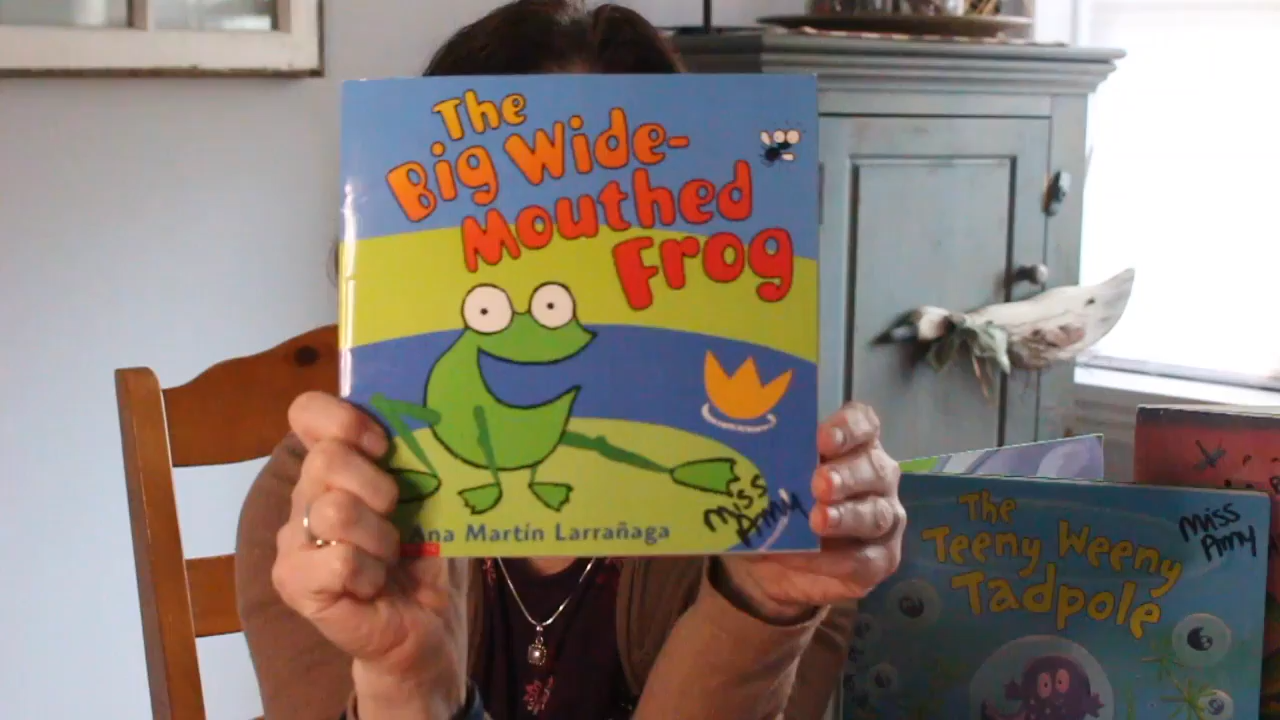 The
Big Wide-
Mouthed
Frog
Miss
Amy
Ana Martín Larrañaga
The
Teeny Weeny
Tadpole
Miss
Amy